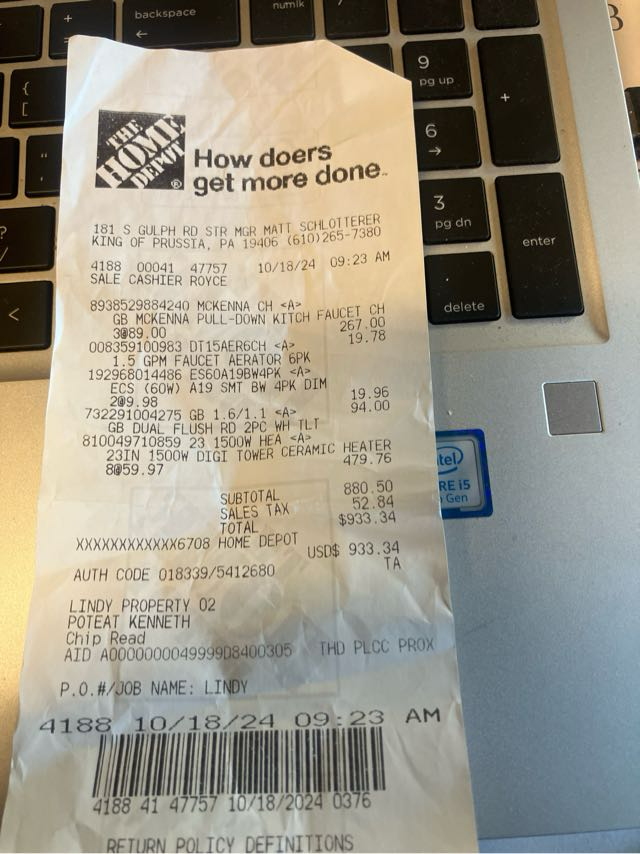 +
backspace
←
numlk
7
{
[
"
?
/
<
9
pg up
+
6
→
3
pg dn
enter
.
delete
intel
CORE i5
Gen
THE
HOME
DEPOT
®
How doers
get more done™
181 S GULPH RD STR MGR MATT SCHLOTTERER
KING OF PRUSSIA, PA 19406 (610)265-7380
4188 00041 47757 10/18/24 09:23 AM
SALE CASHIER ROYCE
8938529884240 MCKENNA CH <A>
GB MCKENNA PULL-DOWN KITCH FAUCET CH
3@89.00 267.00
008359100983 DT15AER6CH <A> 19.78
1.5 GPM FAUCET AERATOR 6PK
192968014486 ES60A19BW4PK <A>
ECS (60W) A19 SMT BW 4PK DIM
2@9.98 19.96
732291004275 GB 1.6/1.1 <A> 94.00
GB DUAL FLUSH RD 2PC WH TLT
810049710859 23 1500W HEA <A>
23IN 1500W DIGI TOWER CERAMIC HEATER
8@59.97 479.76
SUBTOTAL 880.50
SALES TAX 52.84
TOTAL $933.34
XXXXXXXXXXXX6708 HOME DEPOT
USD$ 933.34
AUTH CODE 018339/5412680 TA
LINDY PROPERTY 02
POTEAT KENNETH
Chip Read
AID A0000000049999D8400305 THD PLCC PROX
P.O.#/JOB NAME: LINDY
4188 10/18/24 09:23 AM
4188 41 47757 10/18/2024 0376
RETURN POLICY DEFINITIONS